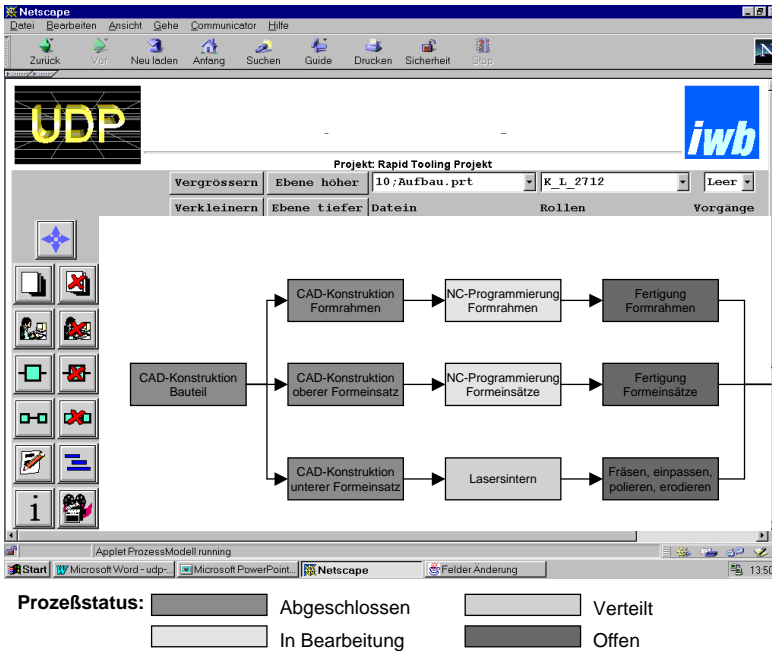 Netscape
Datei Bearbeiten Ansicht Gehe Communicator Hilfe
Zurück Vor Neu laden Anfang Suchen Guide Drucken Sicherheit Stop
N
UDP
iwb
Projekt: Rapid Tooling Projekt
Vergrössern Ebene höher 10;Aufbau.prt K_L_2712 Leer
Verkleinern Ebene tiefer Datein Rollen Vorgänge
CAD-Konstruktion
Formrahmen
NC-Programmierung
Formrahmen
Fertigung
Formrahmen
CAD-Konstruktion
Bauteil
CAD-Konstruktion
oberer Formeinsatz
NC-Programmierung
Formeinsätze
Fertigung
Formeinsätze
CAD-Konstruktion
unterer Formeinsatz
Lasersintern
Fräsen, einpassen,
polieren, erodieren
i
Applet ProzessModell running
Start Microsoft Word - udp-... Microsoft PowerPoint... Netscape Felder Änderung 13:50
Prozeßstatus: Abgeschlossen Verteilt
In Bearbeitung Offen